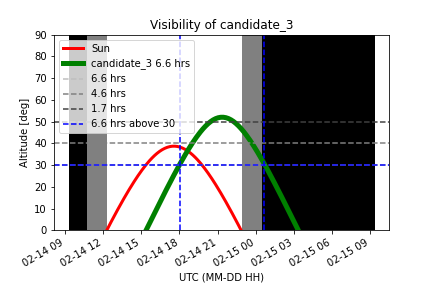 Visibility of candidate_3
Altitude [deg]
90
80
70
60
50
40
30
20
10
0
Sun
candidate_3 6.6 hrs
6.6 hrs
4.6 hrs
1.7 hrs
6.6 hrs above 30
02-14 09
02-14 12
02-14 15
02-14 18
02-14 21
02-15 00
02-15 03
02-15 06
02-15 09
UTC (MM-DD HH)